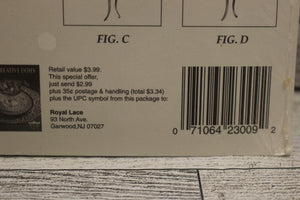 FIG. C
FIG. D
Retail value $3.99.
This special offer,
just send $2.99
plus 35¢ postage & handling (total $3.34)
plus the UPC symbol from this package to:
Royal Lace
93 North Ave.
Garwood, NJ 07027
0 71064 23009 2